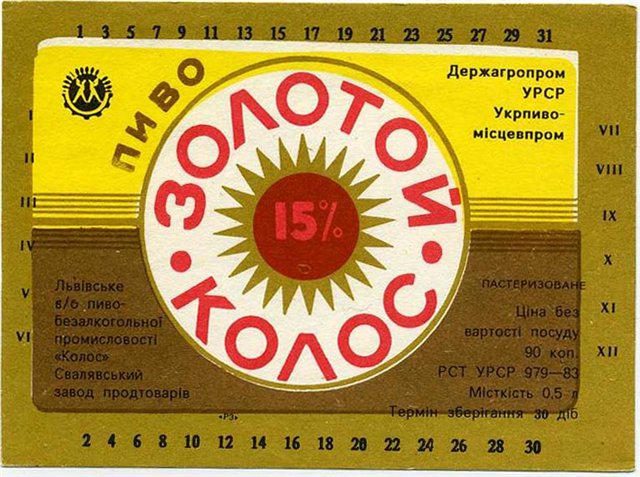 1 3 5 7 9 11 13 15 17 19 21 23 25 27 29 31
ПИВО
ЗОЛОТОЙ
КОЛОС
15%
Держагропром
УРСР
Укрпиво-
місцевпром
I
II
III
IV
V
VI
VII
VIII
IX
X
XI
XII
Львівське
в/о пиво-
безалкогольної
промисловості
«Колос»
Свалявський
завод продтоварів
ПАСТЕРИЗОВАНЕ
Ціна без
вартості посуду
90 коп.
РСТ УРСР 979—83
Місткість 0,5 л
Термін зберігання 30 діб
«РЗ»
2 4 6 8 10 12 14 16 18 20 22 24 26 28 30